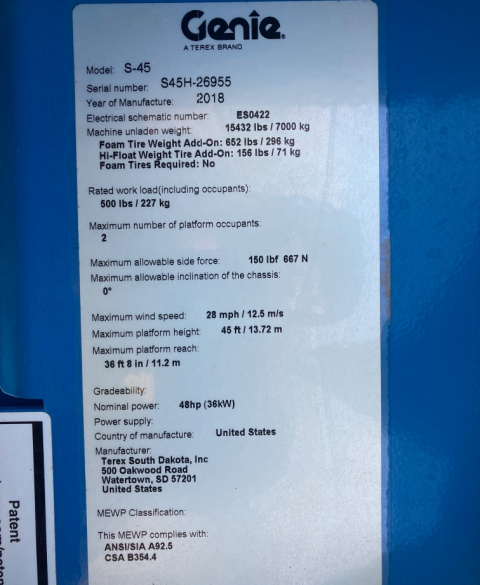 Genie
A TEREX BRAND
Model: S-45
Serial number: S45H-26955
Year of Manufacture: 2018
Electrical schematic number: ES0422
Machine unladen weight: 15432 lbs / 7000 kg
Foam Tire Weight Add-On: 652 lbs / 296 kg
Hi-Float Weight Tire Add-On: 156 lbs / 71 kg
Foam Tires Required: No
Rated work load(including occupants):
500 lbs / 227 kg
Maximum number of platform occupants:
2
Maximum allowable side force: 150 lbf 667 N
Maximum allowable inclination of the chassis:
0°
Maximum wind speed: 28 mph / 12.5 m/s
Maximum platform height: 45 ft / 13.72 m
Maximum platform reach:
36 ft 8 in / 11.2 m
Gradeability:
Nominal power: 48hp (36kW)
Power supply:
Country of manufacture: United States
Manufacturer:
Terex South Dakota, Inc
500 Oakwood Road
Watertown, SD 57201
United States
MEWP Classification:
This MEWP complies with:
ANSI/SIA A92.5
CSA B354.4
Patent